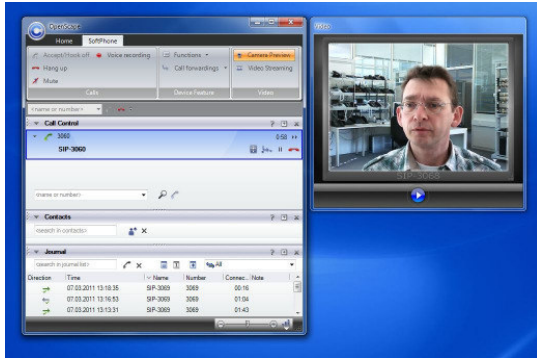 OpenScape
Home SoftPhone
Accept/Hook off Voice recording
Hang up
Mute
Calls
Functions
Call forwardings
Device Feature
Camera Preview
Video Streaming
Video
<name or number>
Call Control
3060 0:58
SIP-3060
<name or number>
Contacts
<search in contacts>
Journal
<search in journal list> All
Direction Time Name Number Connec... Note
07.03.2011 13:18:35 SIP-3069 3069 00:16
07.03.2011 13:16:53 SIP-3069 3069 01:04
07.03.2011 13:13:31 SIP-3069 3069 01:43
Video